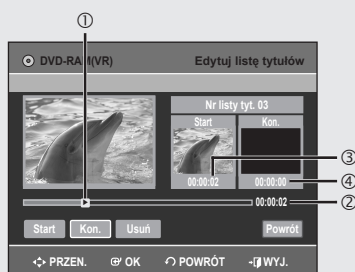 ①
DVD-RAM(VR) Edytuj listę tytułów
Nr listy tyt. 03
Start Kon.
③
00:00:02 00:00:00 ④
00:00:02 ②
Start Kon. Usuń Powrót
PRZEN. OK POWRÓT WYJ.